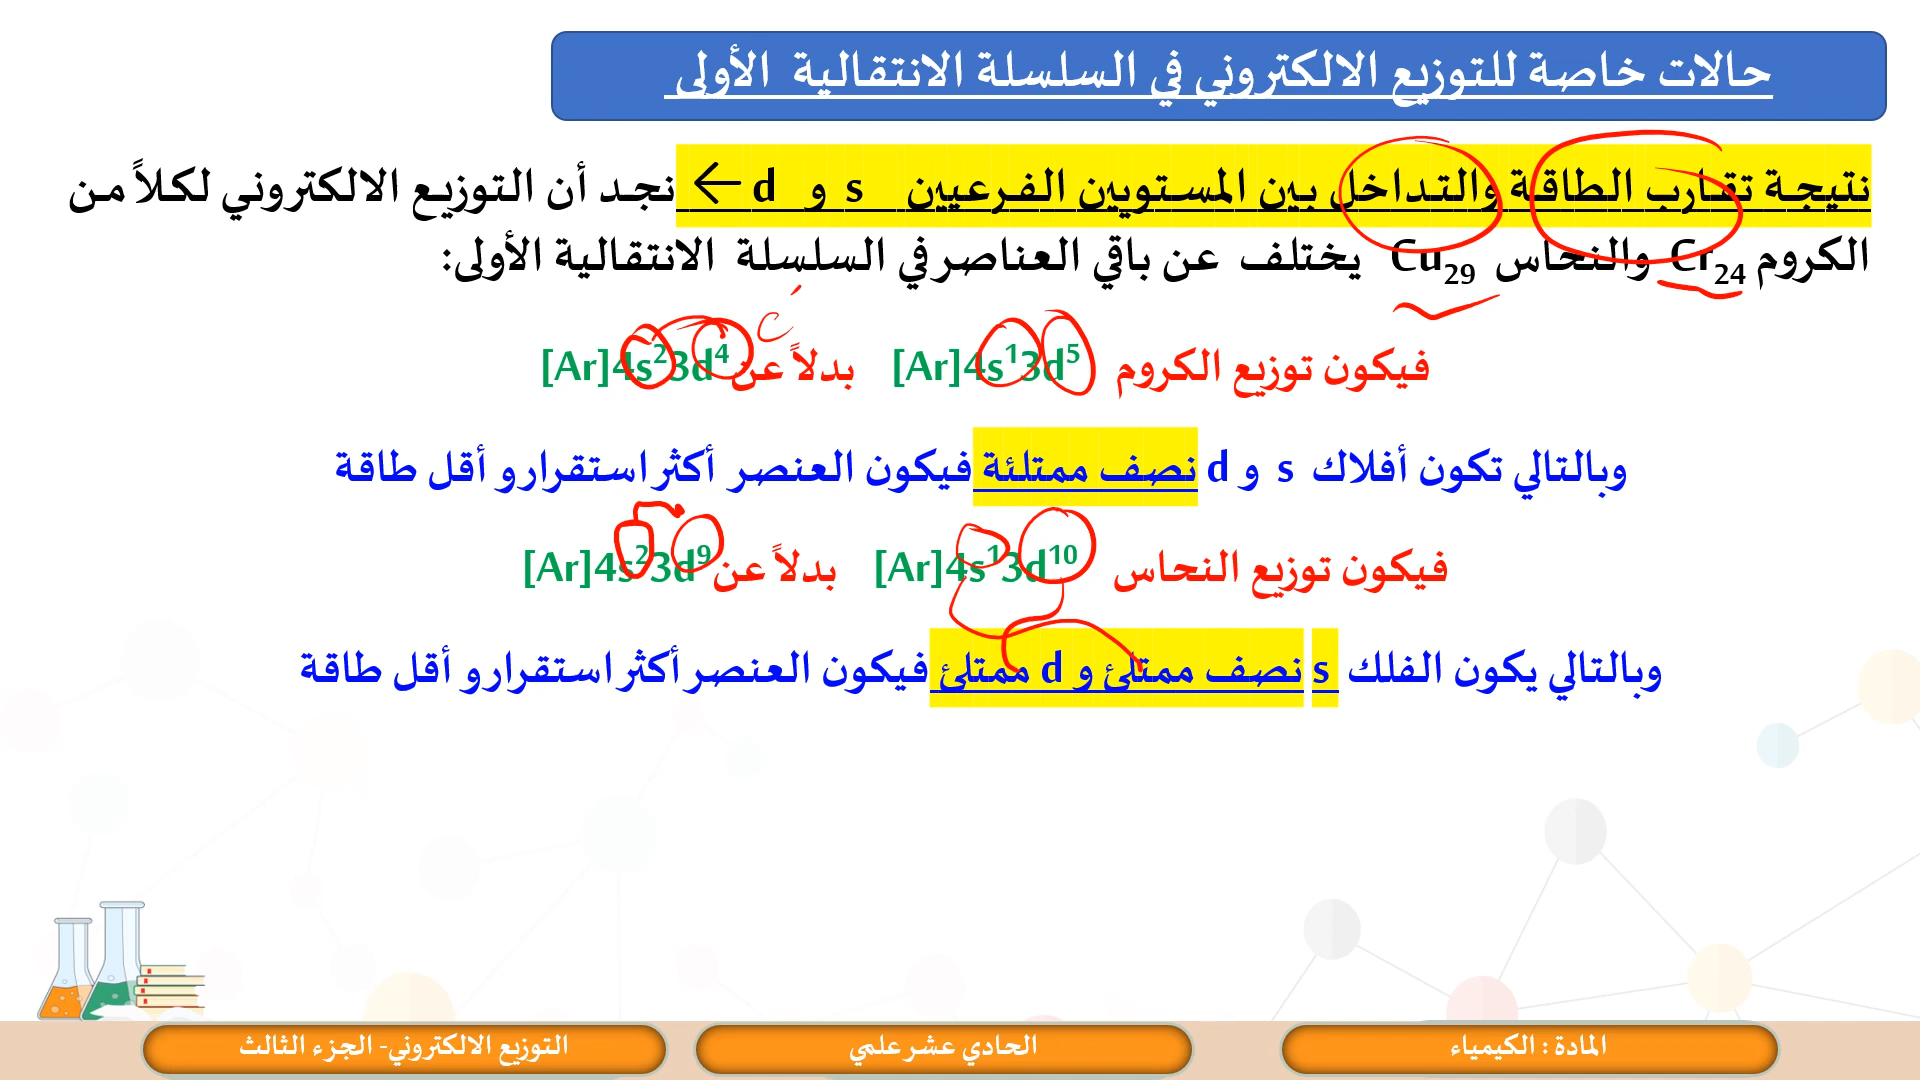 حالات خاصة للتوزيع الالكتروني في السلسلة الانتقالية الأولى
نتيجة تقارب الطاقة والتداخل بين المستويين الفرعيين s و d ← نجد أن التوزيع الالكتروني لكلاً من
الكروم Cr24 والنحاس Cu29 يختلف عن باقي العناصر في السلسلة الانتقالية الأولى:
فيكون توزيع الكروم [Ar]4s¹3d⁵ بدلاً عن [Ar]4s²3d⁴
وبالتالي تكون أفلاك s و d نصف ممتلئة فيكون العنصر أكثر استقرار و أقل طاقة
فيكون توزيع النحاس [Ar]4s¹3d¹⁰ بدلاً عن [Ar]4s²3d⁹
وبالتالي يكون الفلك s نصف ممتلئ و d ممتلئ فيكون العنصر أكثر استقرار و أقل طاقة
المادة : الكيمياء
الحادي عشر علمي
التوزيع الالكتروني- الجزء الثالث